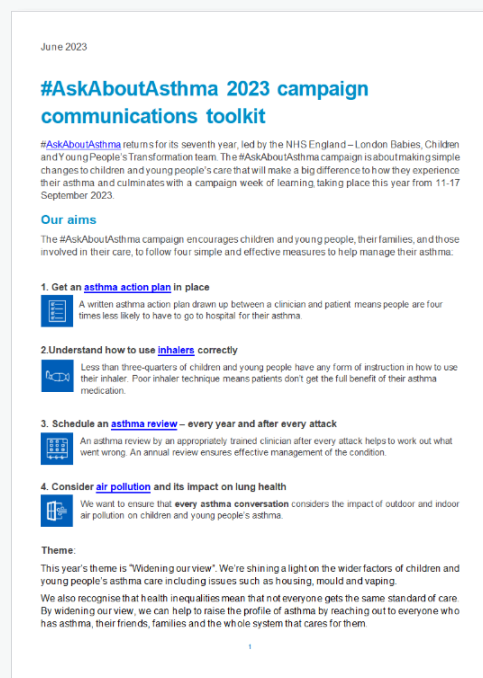 June 2023
#AskAboutAsthma 2023 campaign
communications toolkit
#AskAboutAsthma returns for its seventh year, led by the NHS England – London Babies, Children
and Young People's Transformation team. The #AskAboutAsthma campaign is about making simple
changes to children and young people's care that will make a big difference to how they experience
their asthma and culminates with a campaign week of learning, taking place this year from 11-17
September 2023.
Our aims
The #AskAboutAsthma campaign encourages children and young people, their families, and those
involved in their care, to follow four simple and effective measures to help manage their asthma:
1. Get an asthma action plan in place
A written asthma action plan drawn up between a clinician and patient means people are four
times less likely to have to go to hospital for their asthma.
2.Understand how to use inhalers correctly
Less than three-quarters of children and young people have any form of instruction in how to use
their inhaler. Poor inhaler technique means patients don't get the full benefit of their asthma
medication.
3. Schedule an asthma review – every year and after every attack
An asthma review by an appropriately trained clinician after every attack helps to work out what
went wrong. An annual review ensures effective management of the condition.
4. Consider air pollution and its impact on lung health
We want to ensure that every asthma conversation considers the impact of outdoor and indoor
air pollution on children and young people's asthma.
Theme:
This year's theme is "Widening our view". We're shining a light on the wider factors of children and
young people's asthma care including issues such as housing, mould and vaping.
We also recognise that health inequalities mean that not everyone gets the same standard of care.
By widening our view, we can help to raise the profile of asthma by reaching out to everyone who
has asthma, their friends, families and the whole system that cares for them.
1